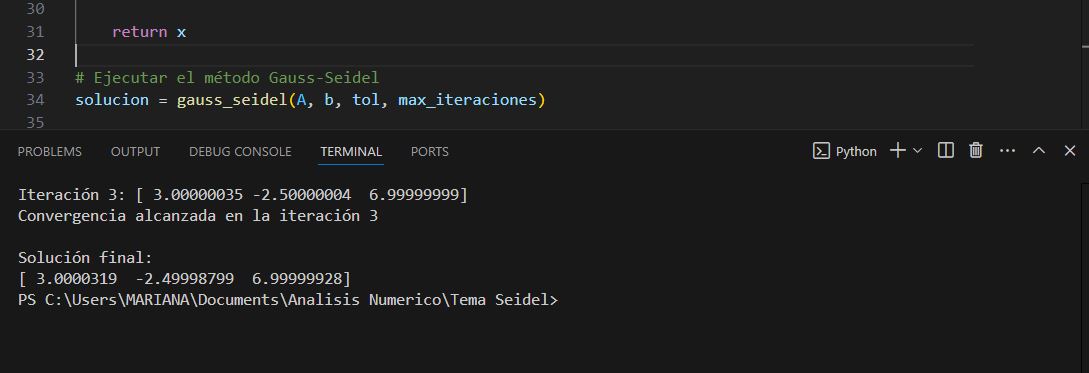 30
31 return x
32
33 # Ejecutar el método Gauss-Seidel
34 solucion = gauss_seidel(A, b, tol, max_iteraciones)
35
PROBLEMS OUTPUT DEBUG CONSOLE TERMINAL PORTS Python
Iteración 3: [ 3.00000035 -2.50000004  6.99999999]
Convergencia alcanzada en la iteración 3
Solución final:
[ 3.0000319  -2.49998799  6.99999928]
PS C:\Users\MARIANA\Documents\Analisis Numerico\Tema Seidel>